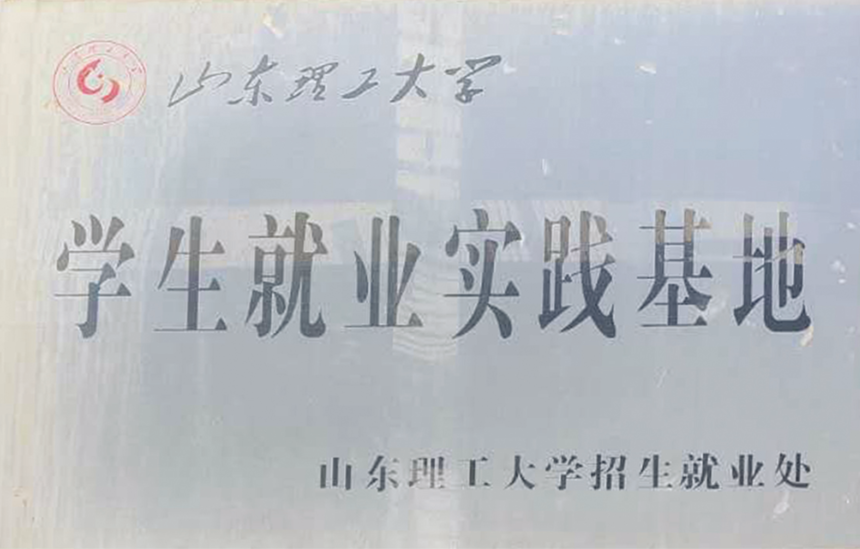 山东理工大学
学生就业实践基地
山东理工大学招生就业处